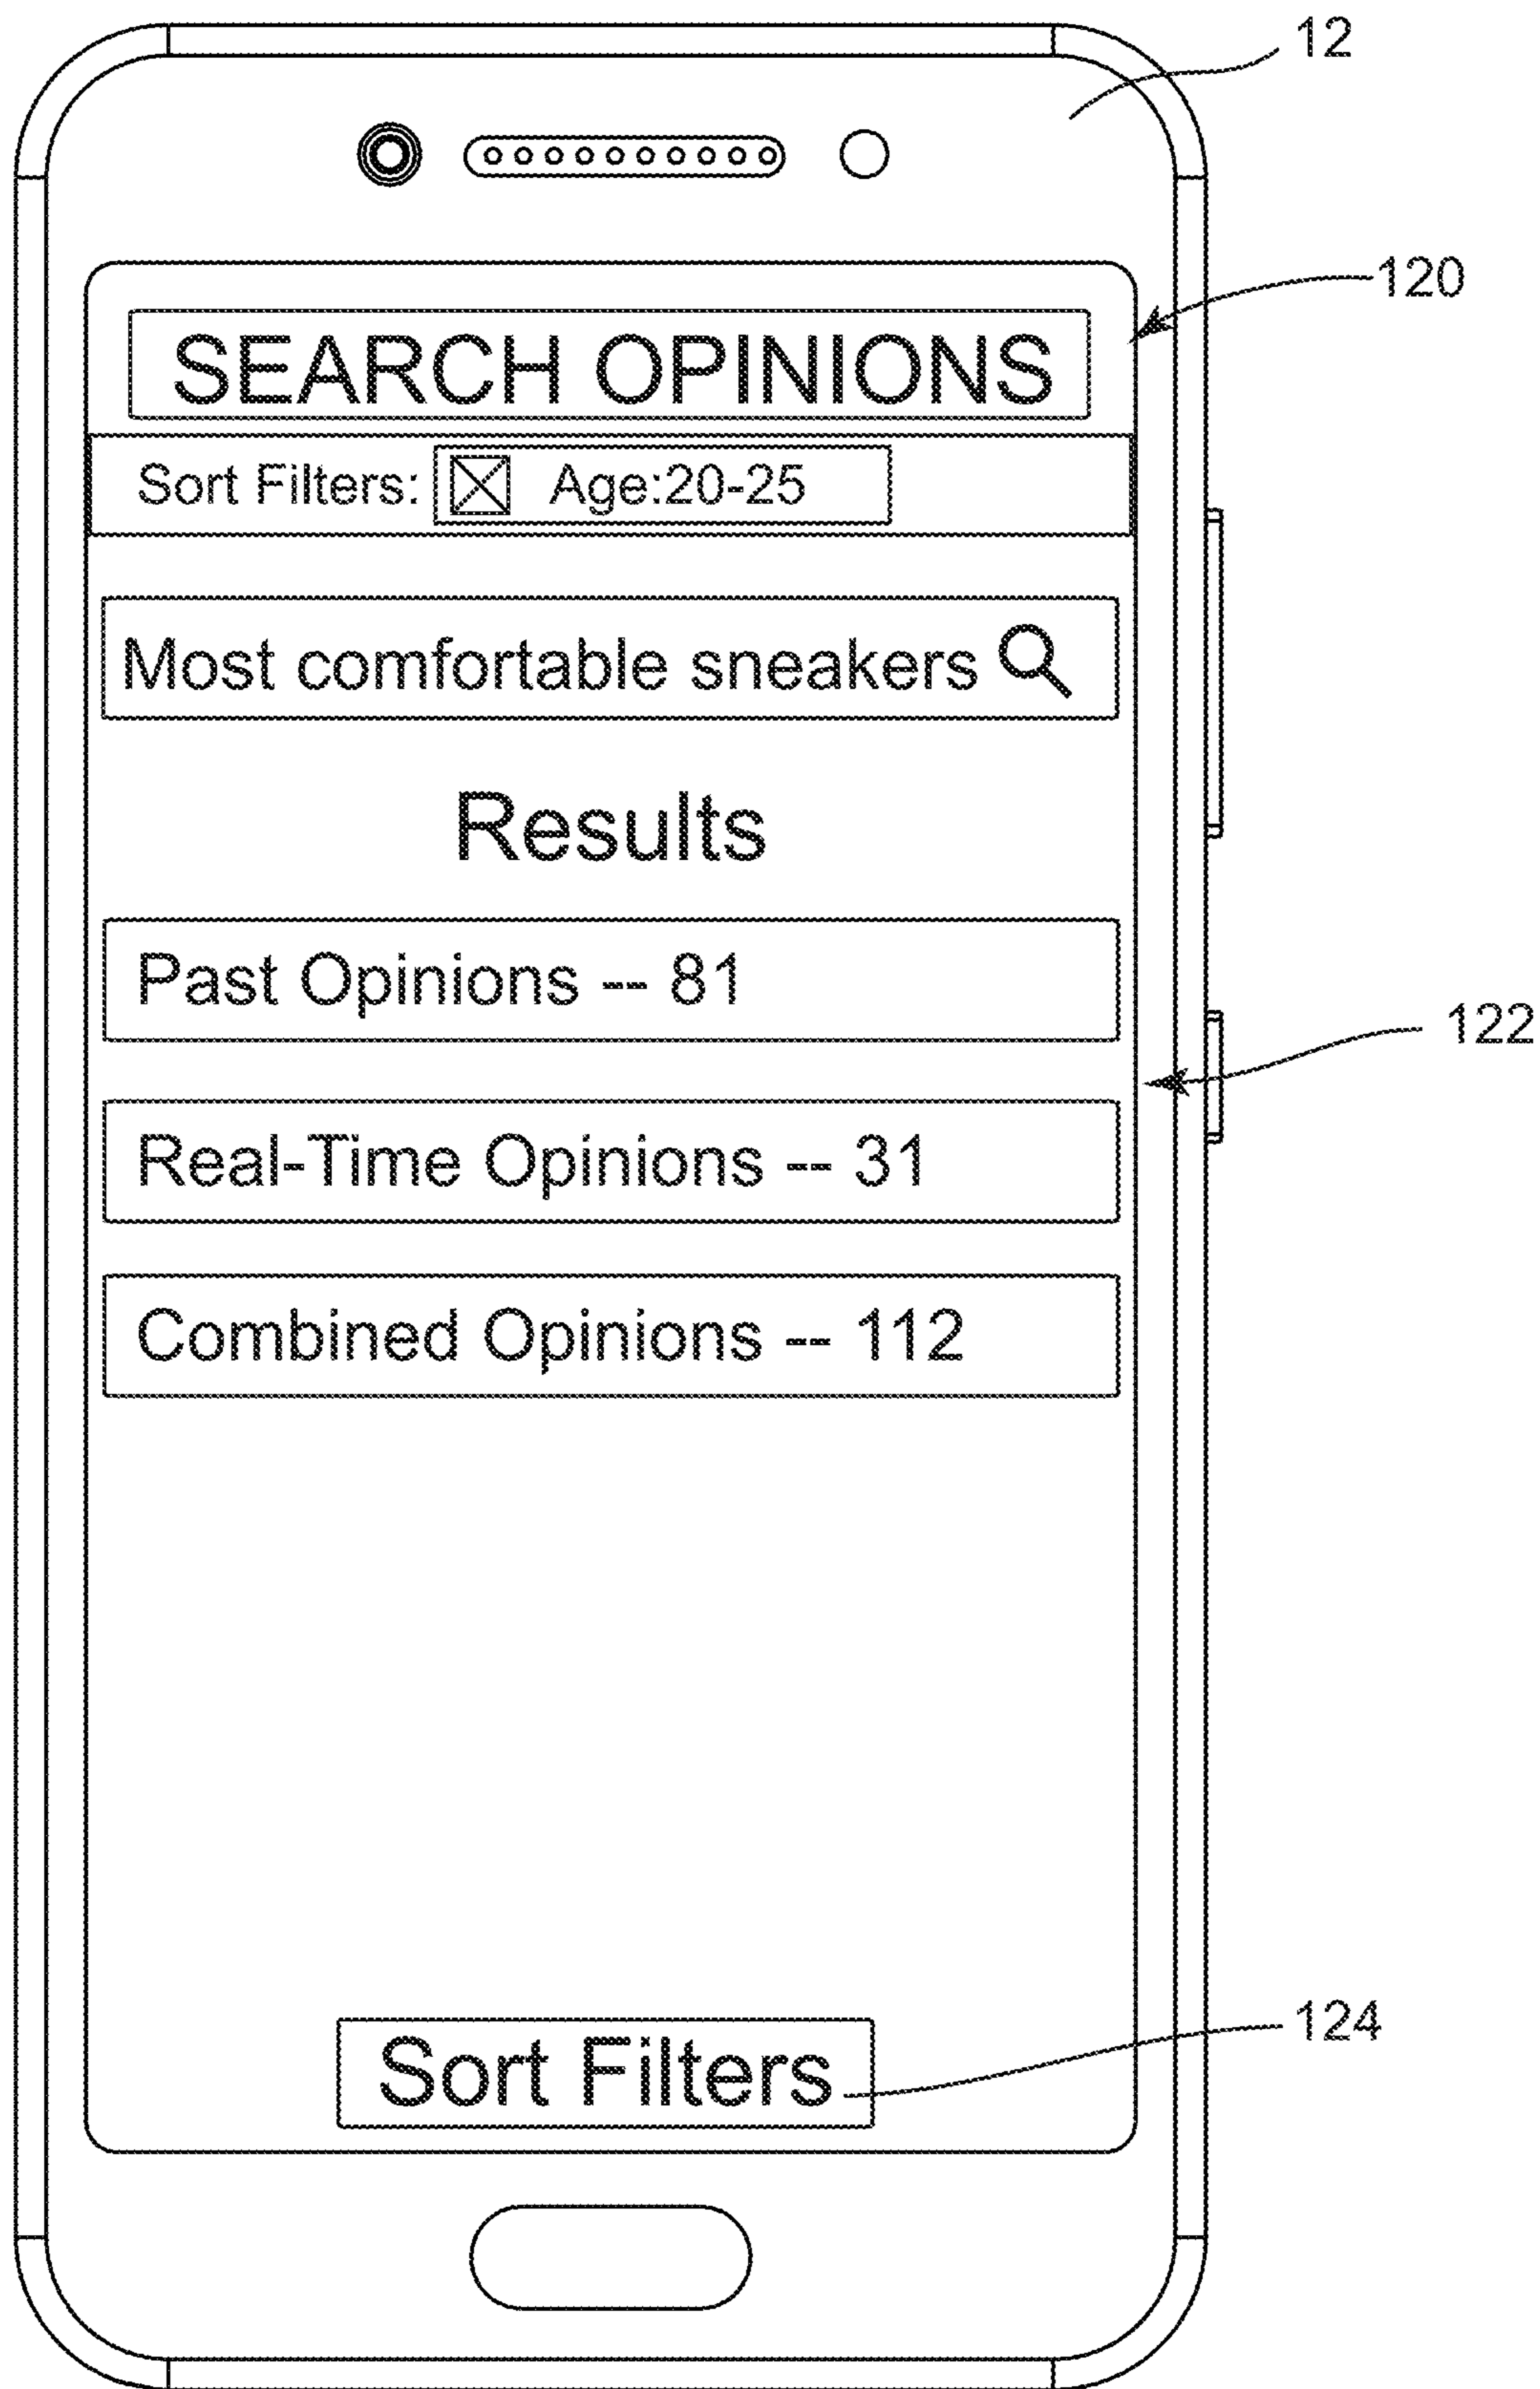 12
120
SEARCH OPINIONS
Sort Filters: Age:20-25
Most comfortable sneakers
Results
Past Opinions -- 81
122
Real-Time Opinions -- 31
Combined Opinions -- 112
124
Sort Filters